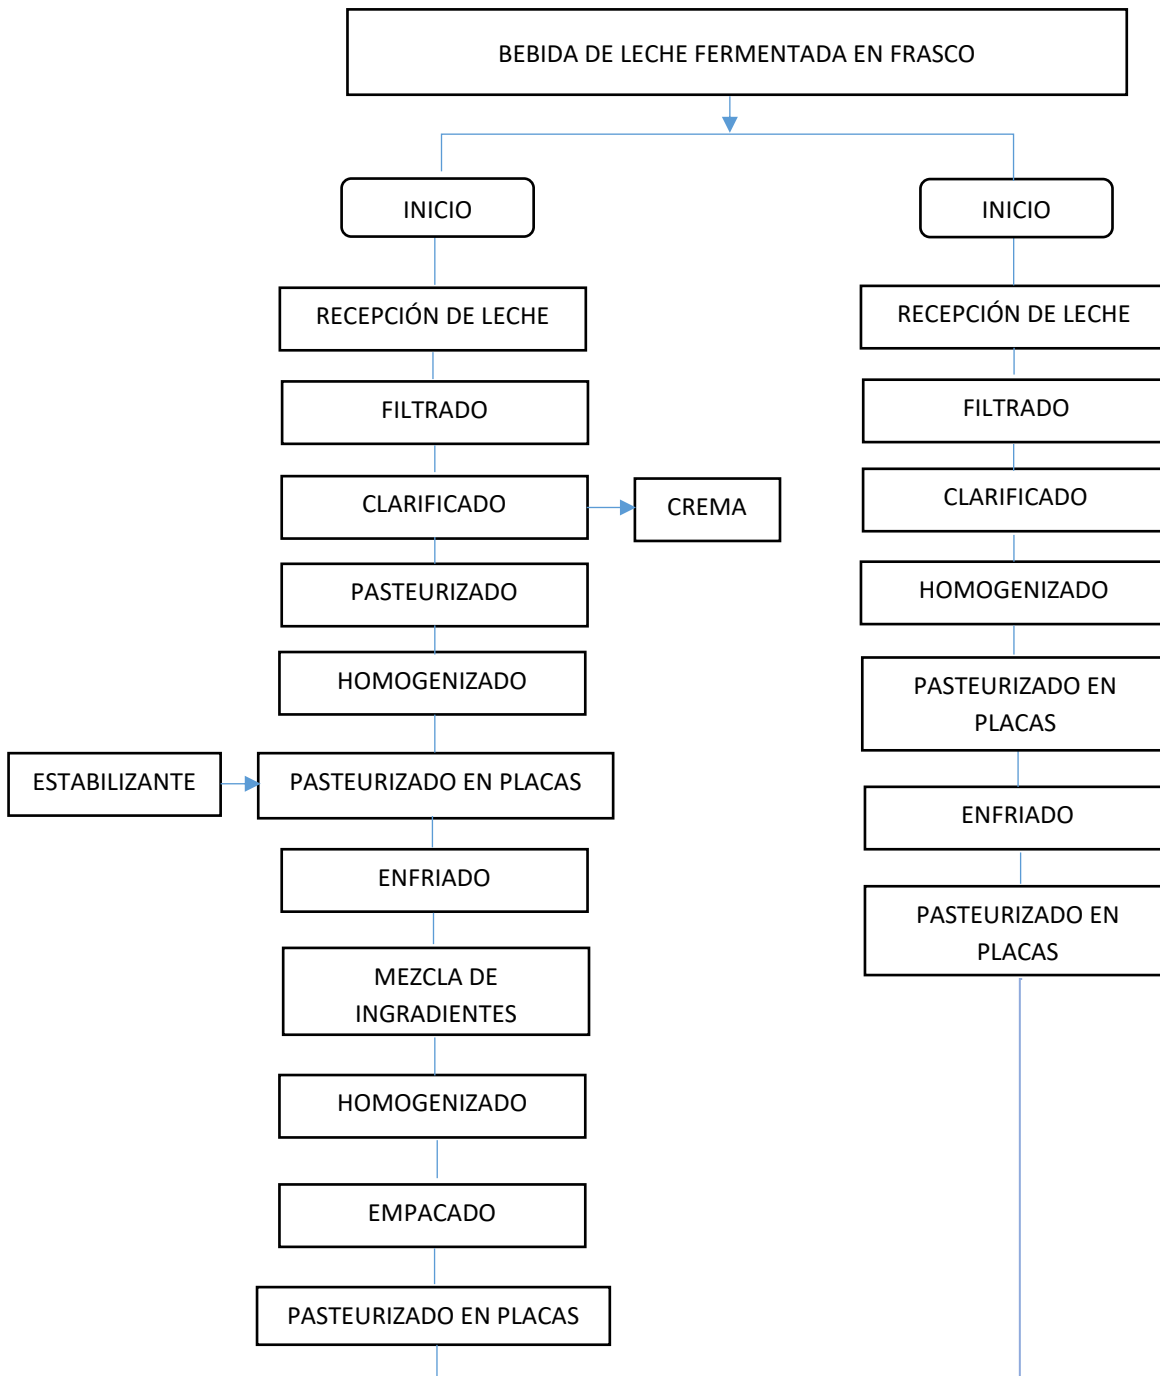 BEBIDA DE LECHE FERMENTADA EN FRASCO
INICIO
RECEPCIÓN DE LECHE
FILTRADO
CLARIFICADO
CREMA
PASTEURIZADO
HOMOGENIZADO
ESTABILIZANTE
PASTEURIZADO EN PLACAS
ENFRIADO
MEZCLA DE
INGRADIENTES
HOMOGENIZADO
EMPACADO
PASTEURIZADO EN PLACAS
INICIO
RECEPCIÓN DE LECHE
FILTRADO
CLARIFICADO
HOMOGENIZADO
PASTEURIZADO EN
PLACAS
ENFRIADO
PASTEURIZADO EN
PLACAS